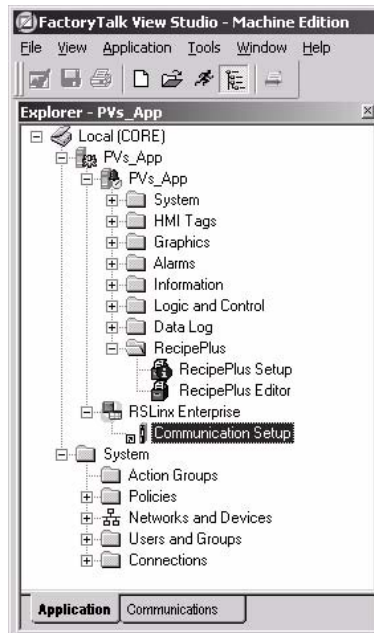 FactoryTalk View Studio - Machine Edition
File View Application Tools Window Help
Explorer - PVs_App
Local (CORE)
PVs_App
PVs_App
System
HMI Tags
Graphics
Alarms
Information
Logic and Control
Data Log
RecipePlus
RecipePlus Setup
RecipePlus Editor
RSLinx Enterprise
Communication Setup
System
Action Groups
Policies
Networks and Devices
Users and Groups
Connections
Application Communications